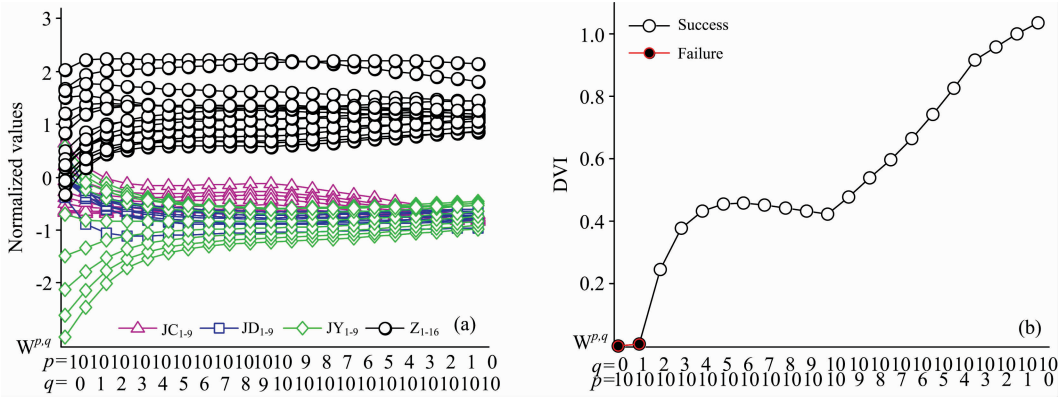 3
2
1
0
-1
-2
Normalized values
JC1-9 JD1-9 JY1-9 Z1-16 (a)
Wp,q
p= 10 10 10 10 10 10 10 10 10 10 10 9 8 7 6 5 4 3 2 1 0
q= 0 1 2 3 4 5 6 7 8 9 10 10 10 10 10 10 10 10 10 10 10
Success
Failure
1.0
0.8
0.6
0.4
0.2
DVI
(b)
Wp,q
q= 0 1 2 3 4 5 6 7 8 9 10 10 10 10 10 10 10 10 10 10 10
p= 10 10 10 10 10 10 10 10 10 10 10 9 8 7 6 5 4 3 2 1 0